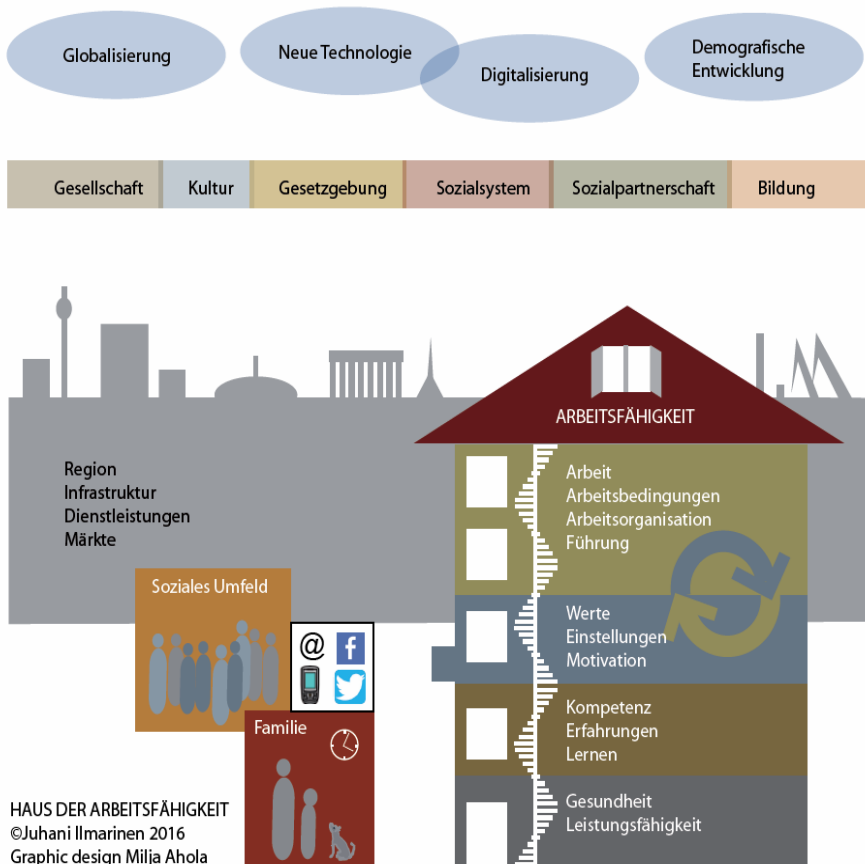 Globalisierung
Neue Technologie
Digitalisierung
Demografische
Entwicklung
Gesellschaft
Kultur
Gesetzgebung
Sozialsystem
Sozialpartnerschaft
Bildung
ARBEITSFÄHIGKEIT
Region
Infrastruktur
Dienstleistungen
Märkte
Arbeit
Arbeitsbedingungen
Arbeitsorganisation
Führung
Soziales Umfeld
@
f
Werte
Einstellungen
Motivation
Familie
Kompetenz
Erfahrungen
Lernen
Gesundheit
Leistungsfähigkeit
HAUS DER ARBEITSFÄHIGKEIT
©Juhani Ilmarinen 2016
Graphic design Milja Ahola